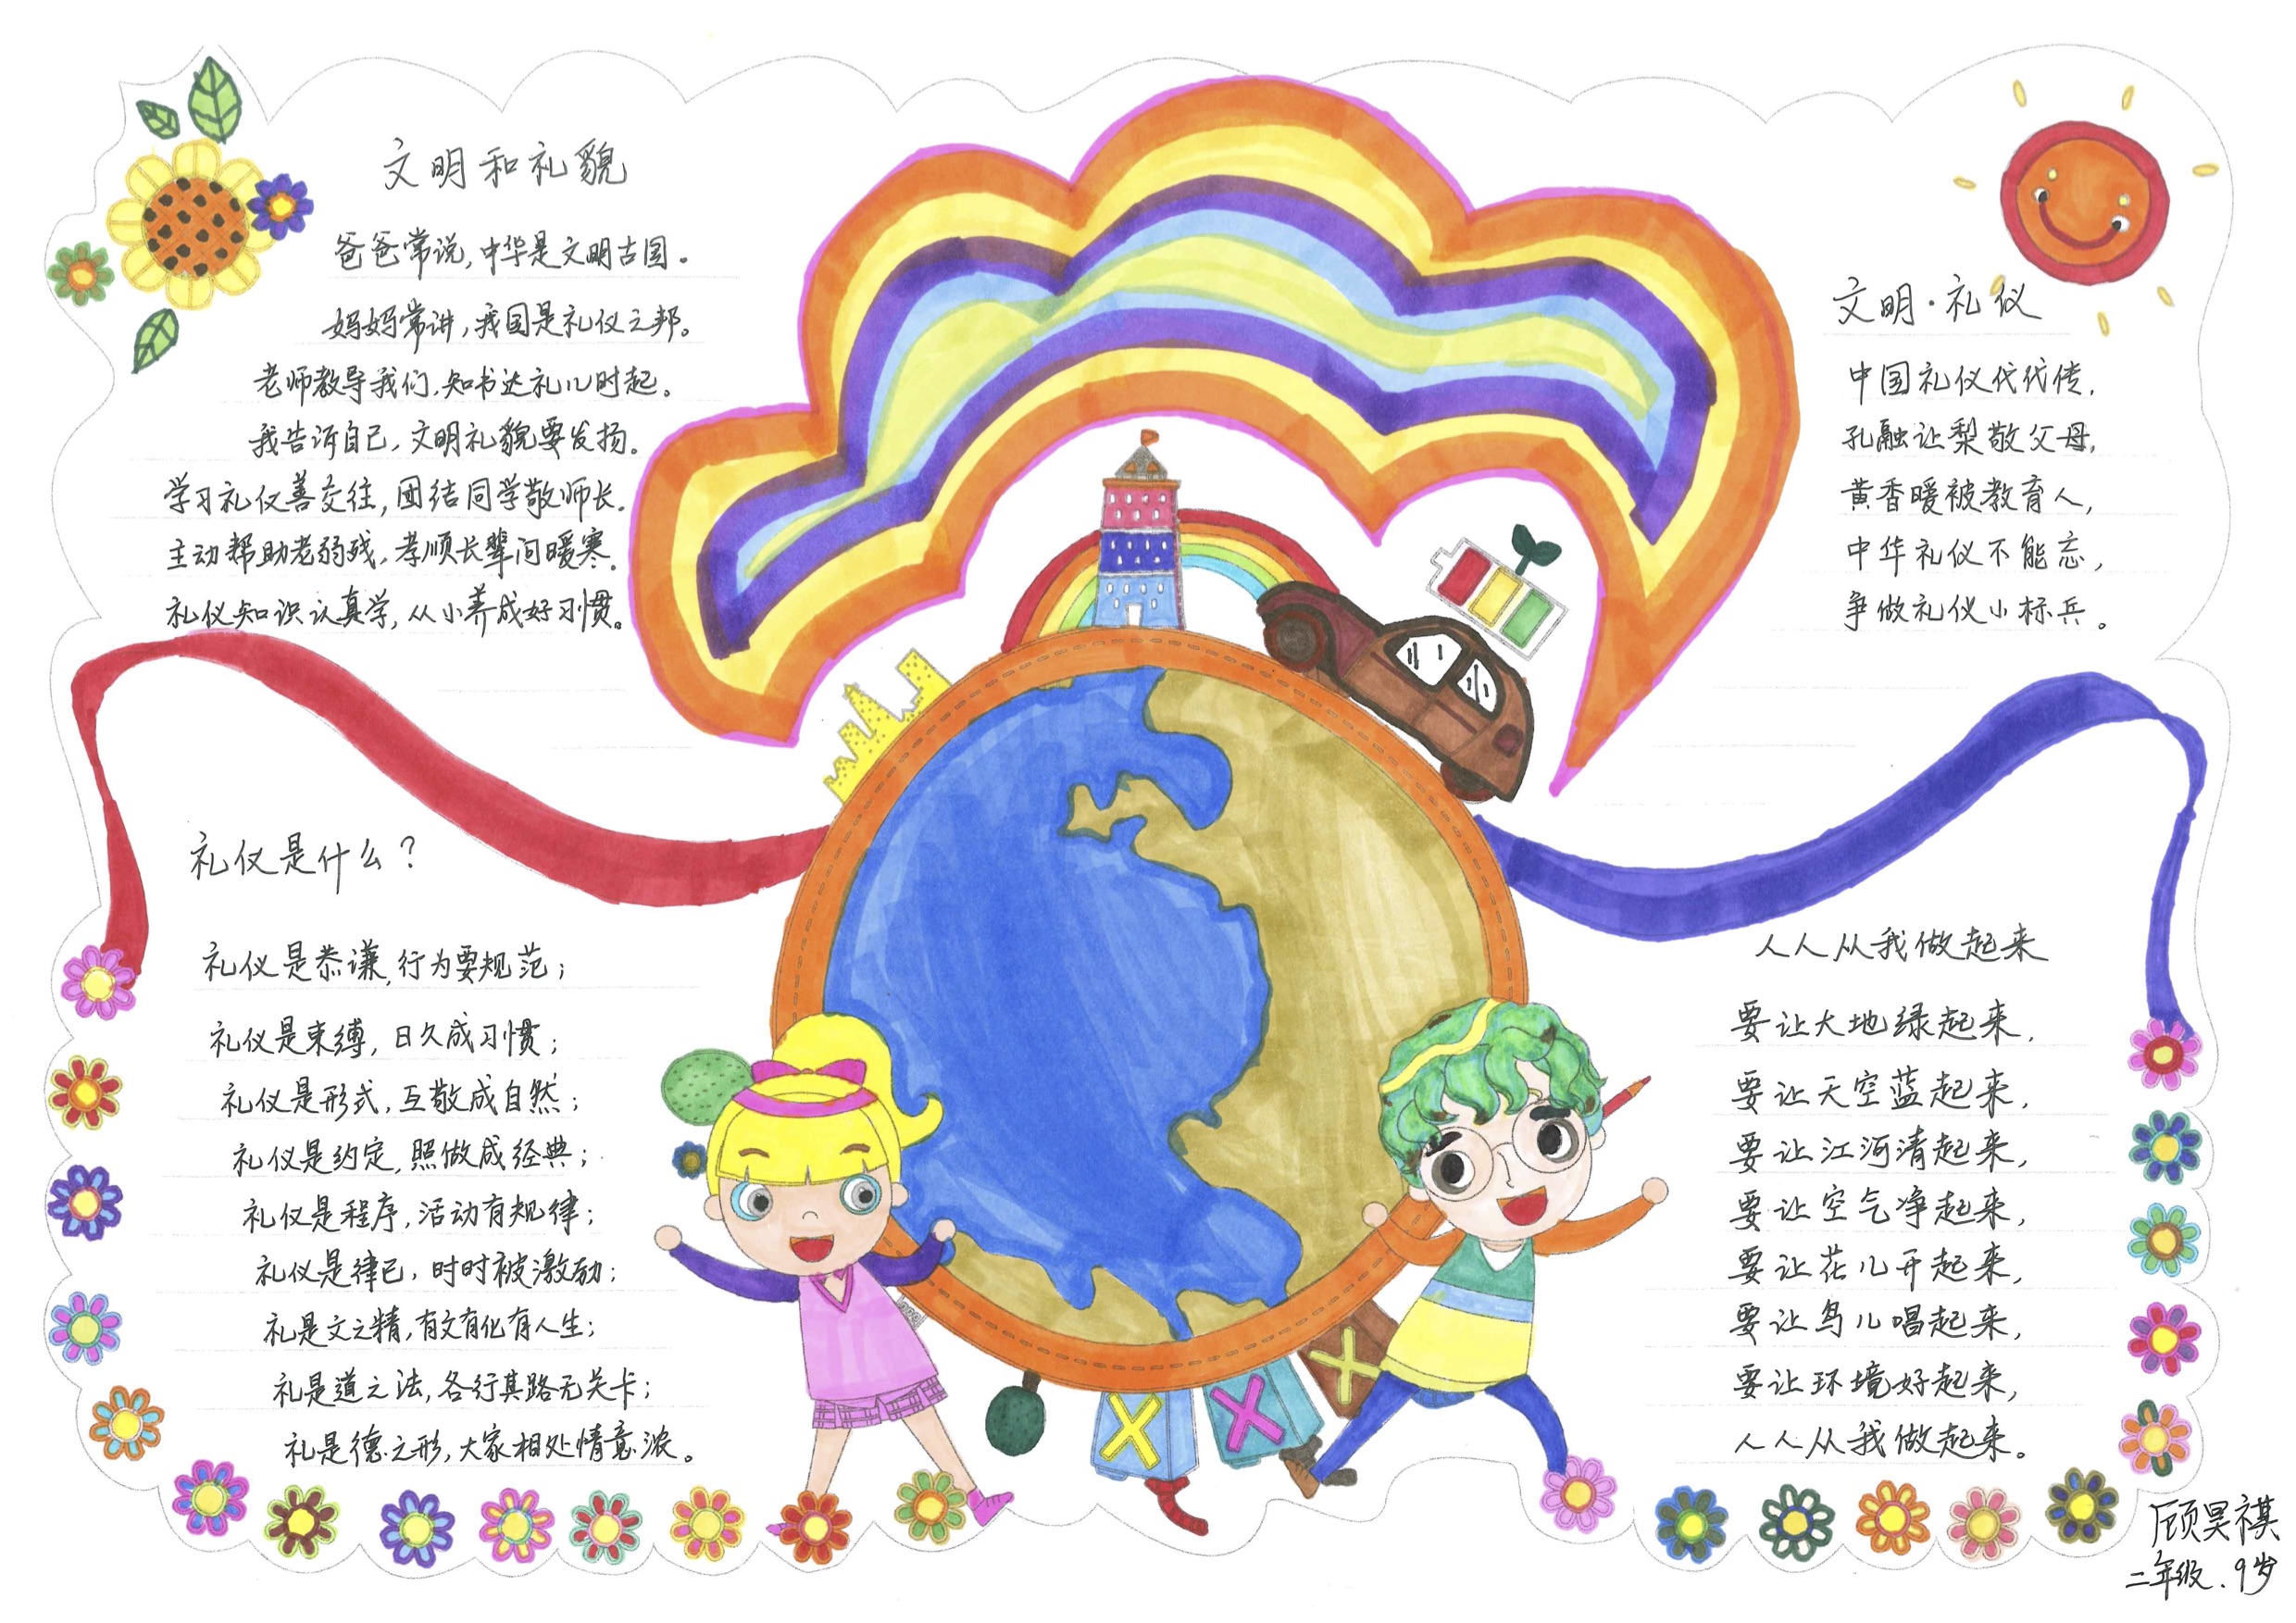 文明和礼貌
爸爸常说,中华是文明古国。
妈妈常讲,我国是礼仪之邦。
老师教导我们,知书达礼儿时起。
我告诉自己,文明礼貌要发扬。
学习礼仪善交往,团结同学敬师长。
主动帮助老弱残,孝顺长辈问暖寒。
礼仪知识认真学,从小养成好习惯。
文明·礼仪
中国礼仪代代传,
孔融让梨敬父母,
黄香暖被教育人,
中华礼仪不能忘,
争做礼仪小标兵。
礼仪是什么?
礼仪是恭谦,行为要规范;
礼仪是束缚,日久成习惯;
礼仪是形式,互敬成自然;
礼仪是约定,照做成经典;
礼仪是程序,活动有规律;
礼仪是律己,时时被激励;
礼是文之精,有文有化有人生;
礼是道之法,各行其路无关卡;
礼是德之形,大家相处情意浓。
人人从我做起来
要让大地绿起来,
要让天空蓝起来,
要让江河清起来,
要让空气净起来,
要让花儿开起来,
要让鸟儿唱起来,
要让环境好起来,
人人从我做起来。
顾昊祺
二年级.9岁